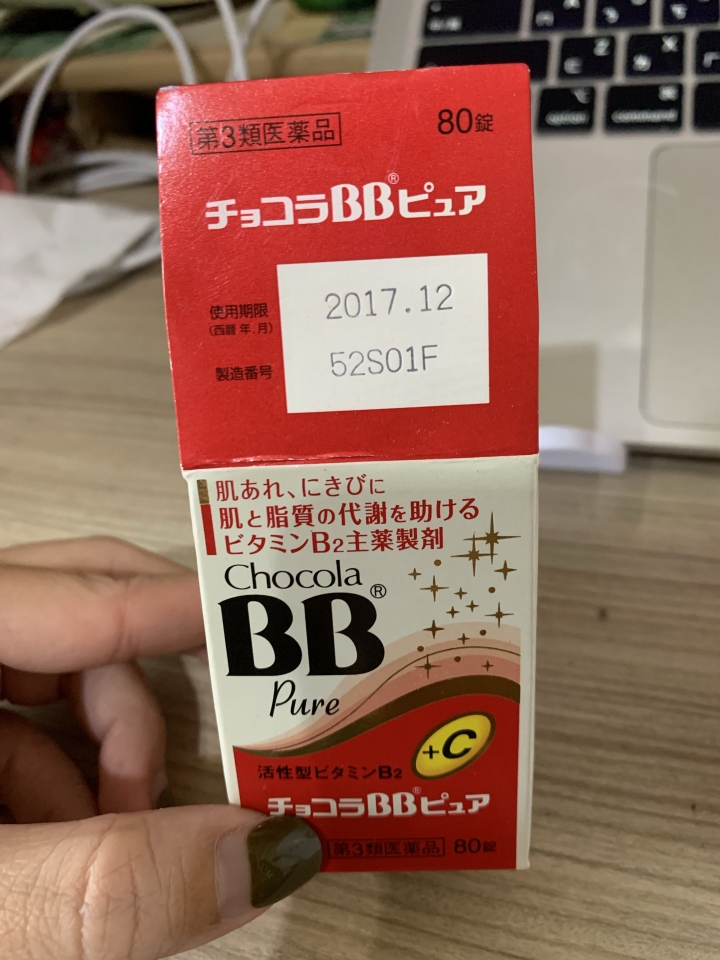 第3類医薬品 80錠
チョコラBB®ピュア
使用期限 2017.12
(西暦 年.月)
製造番号 52S01F
肌あれ、にきびに
肌と脂質の代謝を助ける
ビタミンB2主薬製剤
Chocola
BB®
Pure
+C
活性型ビタミンB2
チョコラBB®ピュア
第3類医薬品 80錠
option
command